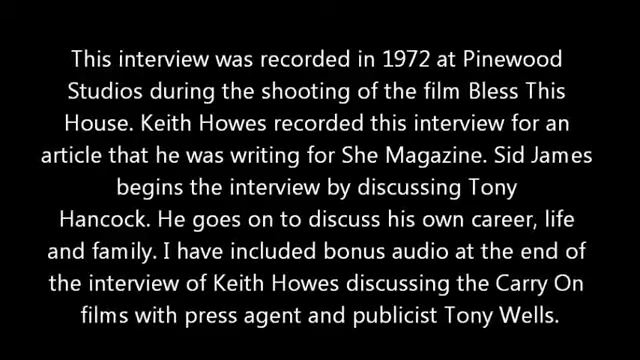 This interview was recorded in 1972 at Pinewood
Studios during the shooting of the film Bless This
House. Keith Howes recorded this interview for an
article that he was writing for She Magazine. Sid James
begins the interview by discussing Tony
Hancock. He goes on to discuss his own career, life
and family. I have included bonus audio at the end of
the interview of Keith Howes discussing the Carry On
films with press agent and publicist Tony Wells.